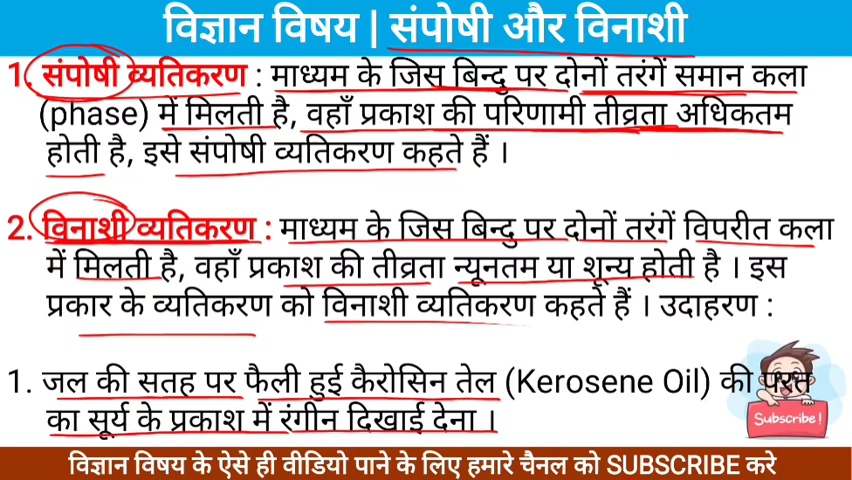 विज्ञान विषय | संपोषी और विनाशी
1. संपोषी व्यतिकरण : माध्यम के जिस बिन्दु पर दोनों तरंगें समान कला
(phase) में मिलती है, वहाँ प्रकाश की परिणामी तीव्रता अधिकतम
होती है, इसे संपोषी व्यतिकरण कहते हैं ।
2. विनाशी व्यतिकरण : माध्यम के जिस बिन्दु पर दोनों तरंगें विपरीत कला
में मिलती है, वहाँ प्रकाश की तीव्रता न्यूनतम या शून्य होती है । इस
प्रकार के व्यतिकरण को विनाशी व्यतिकरण कहते हैं । उदाहरण :
1. जल की सतह पर फैली हुई कैरोसिन तेल (Kerosene Oil) की परत
का सूर्य के प्रकाश में रंगीन दिखाई देना ।
Subscribe!
विज्ञान विषय के ऐसे ही वीडियो पाने के लिए हमारे चैनल को SUBSCRIBE करे